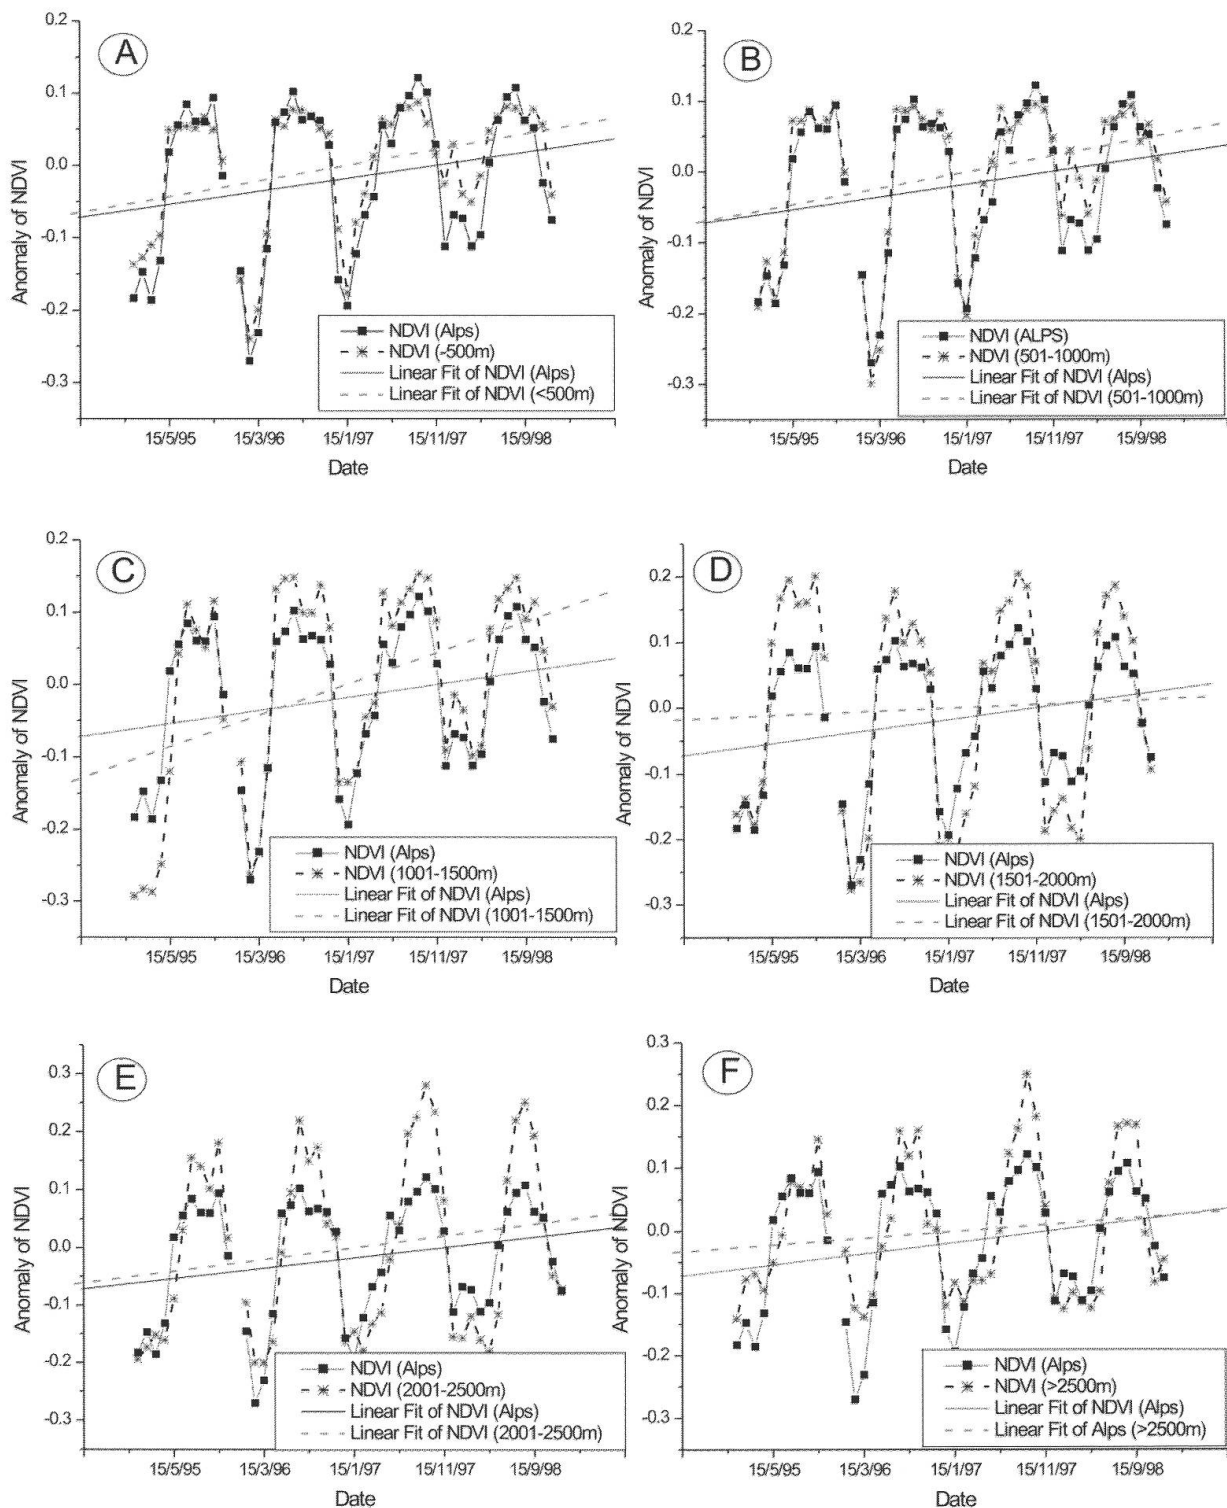 A
0.2
0.1
0.0
-0.1
-0.2
-0.3
Anomaly of NDVI
NDVI (Alps)
NDVI (-500m)
Linear Fit of NDVI (Alps)
Linear Fit of NDVI (<500m)
15/5/95 15/3/96 15/1/97 15/11/97 15/9/98
Date
B
0.2
0.1
0.0
-0.1
-0.2
-0.3
Anomaly of NDVI
NDVI (ALPS)
NDVI (501-1000m)
Linear Fit of NDVI (Alps)
Linear Fit of NDVI (501-1000m)
15/5/95 15/3/96 15/1/97 15/11/97 15/9/98
Date
C
0.2
0.1
0.0
-0.1
-0.2
-0.3
Anomaly of NDVI
NDVI (Alps)
NDVI (1001-1500m)
Linear Fit of NDVI (Alps)
Linear Fit of NDVI (1001-1500m)
15/5/95 15/3/96 15/1/97 15/11/97 15/9/98
Date
D
0.2
0.1
0.0
-0.1
-0.2
-0.3
Anomaly of NDVI
NDVI (Alps)
NDVI (1501-2000m)
Linear Fit of NDVI (Alps)
Linear Fit of NDVI (1501-2000m)
15/5/95 15/3/96 15/1/97 15/11/97 15/9/98
Date
E
0.3
0.2
0.1
0.0
-0.1
-0.2
-0.3
Anomaly of NDVI
NDVI (Alps)
NDVI (2001-2500m)
Linear Fit of NDVI (Alps)
Linear Fit of NDVI (2001-2500m)
15/5/95 15/3/96 15/1/97 15/11/97 15/9/98
Date
F
0.3
0.2
0.1
0.0
-0.1
-0.2
-0.3
Anomaly of NDVI
NDVI (Alps)
NDVI (>2500m)
Linear Fit of NDVI (Alps)
Linear Fit of Alps (>2500m)
15/5/95 15/3/96 15/1/97 15/11/97 15/9/98
Date